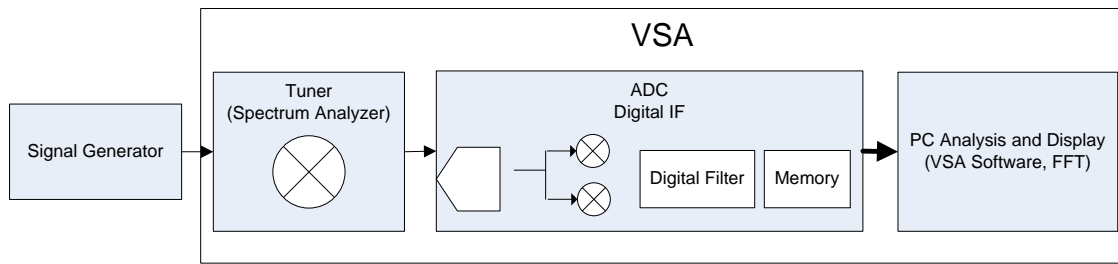 VSA
Signal Generator
Tuner
(Spectrum Analyzer)
ADC
Digital IF
Digital Filter
Memory
PC Analysis and Display
(VSA Software, FFT)